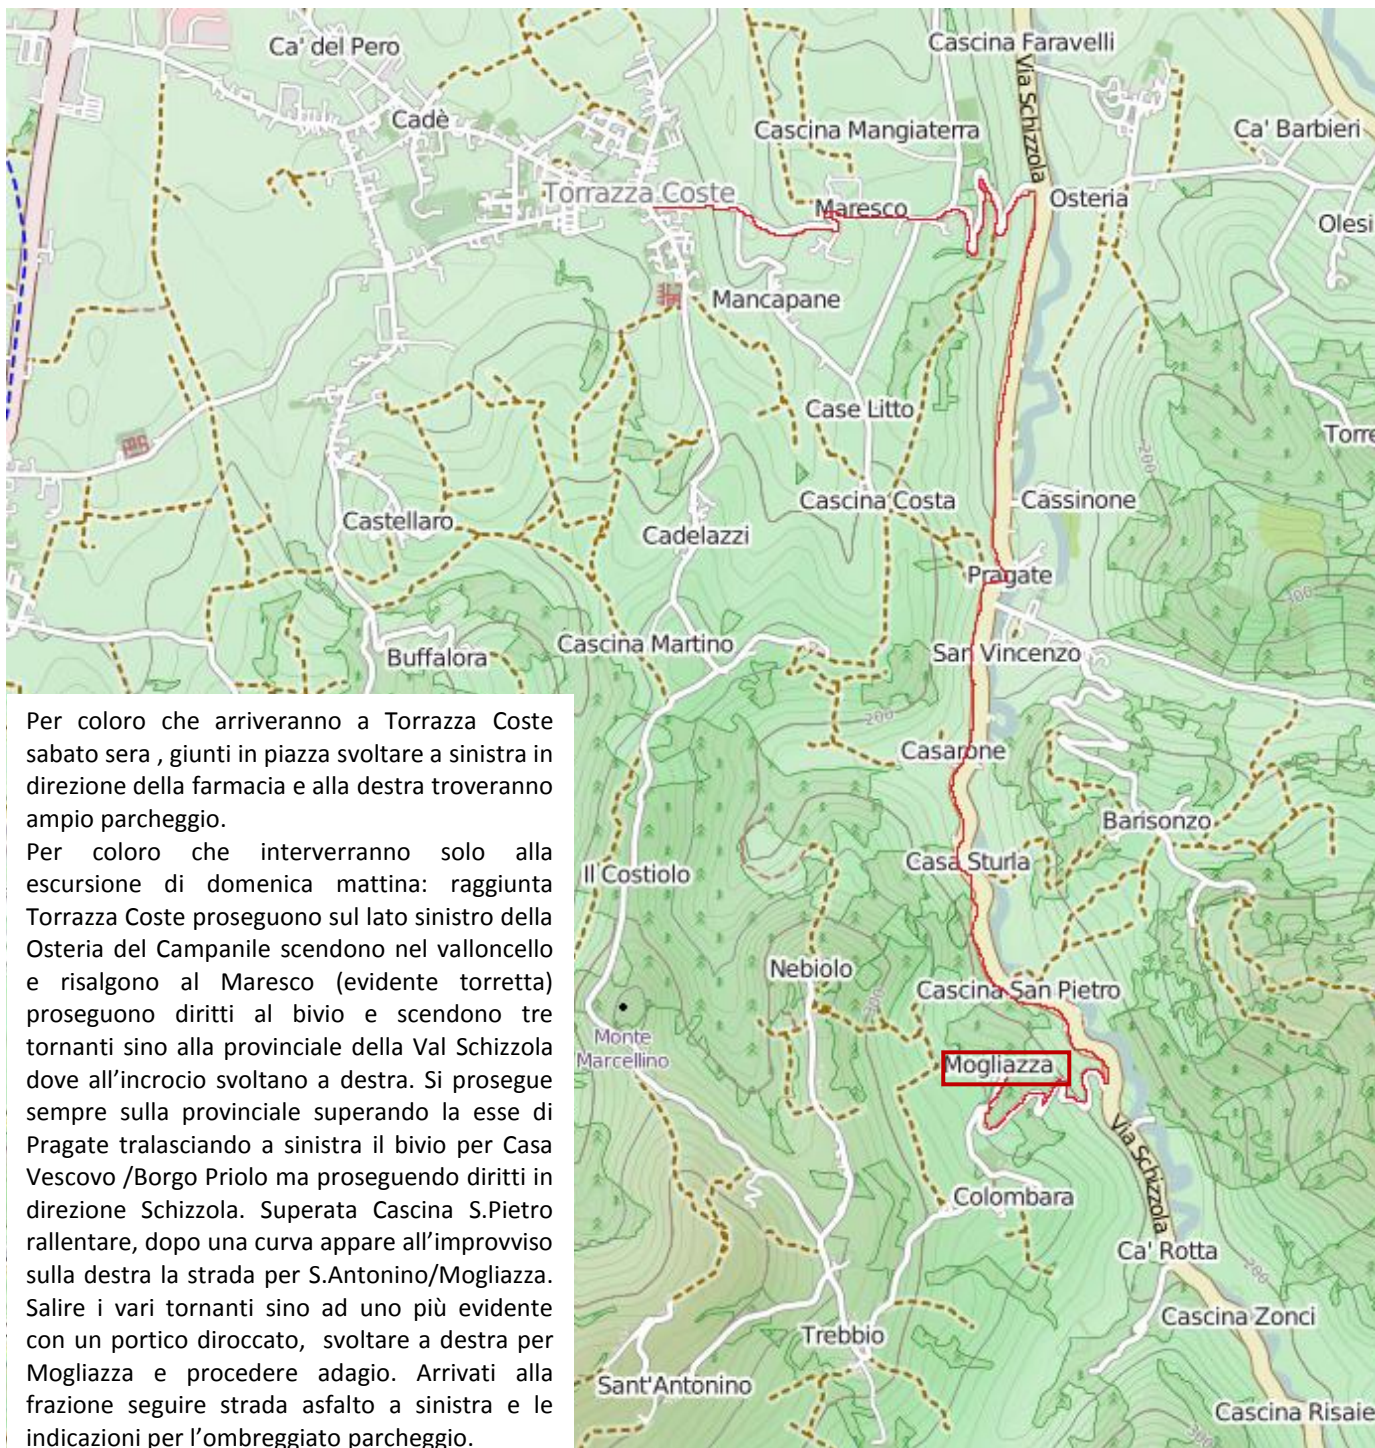 Ca' del Pero
Cascina Faravelli
Via Schizzola
Cadè
Cascina Mangiaterra
Ca' Barbieri
Torrazza Coste
Maresco
Osteria
Olesi
Mancapane
Case Litto
Torre
200
Castellaro
Cascina Costa
Cassinone
Cadelazzi
Pragate
300
Cascina Martino
San Vincenzo
Buffalora
200
Casarone
Barisonzo
Il Costiolo
Casa Sturla
Nebiolo
Cascina San Pietro
200
Monte
Marcellino
Mogliazza
Via Schizzola
Colombara
Ca' Rotta
200
Cascina Zonci
Trebbio
Sant'Antonino
Cascina Risaie
300
Per coloro che arriveranno a Torrazza Coste
sabato sera , giunti in piazza svoltare a sinistra in
direzione della farmacia e alla destra troveranno
ampio parcheggio.
Per coloro che interverranno solo alla
escursione di domenica mattina: raggiunta
Torrazza Coste proseguono sul lato sinistro della
Osteria del Campanile scendono nel valloncello
e risalgono al Maresco (evidente torretta)
proseguono diritti al bivio e scendono tre
tornanti sino alla provinciale della Val Schizzola
dove all'incrocio svoltano a destra. Si prosegue
sempre sulla provinciale superando la esse di
Pragate tralasciando a sinistra il bivio per Casa
Vescovo /Borgo Priolo ma proseguendo diritti in
direzione Schizzola. Superata Cascina S.Pietro
rallentare, dopo una curva appare all'improvviso
sulla destra la strada per S.Antonino/Mogliazza.
Salire i vari tornanti sino ad uno più evidente
con un portico diroccato, svoltare a destra per
Mogliazza e procedere adagio. Arrivati alla
frazione seguire strada asfalto a sinistra e le
indicazioni per l'ombreggiato parcheggio.